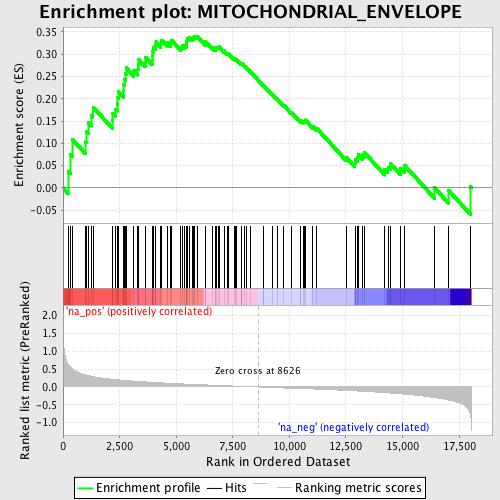 Enrichment plot: MITOCHONDRIAL_ENVELOPE
Enrichment score (ES)
0.35
0.30
0.25
0.20
0.15
0.10
0.05
0.00
-0.05
'na_pos' (positively correlated)
Ranked list metric (PreRanked)
2.0
1.5
1.0
0.5
0.0
-0.5
-1.0
Zero cross at 8626
'na_neg' (negatively correlated)
0
2,500
5,000
7,500
10,000
12,500
15,000
17,500
Rank in Ordered Dataset
Enrichment profile
Hits
Ranking metric scores